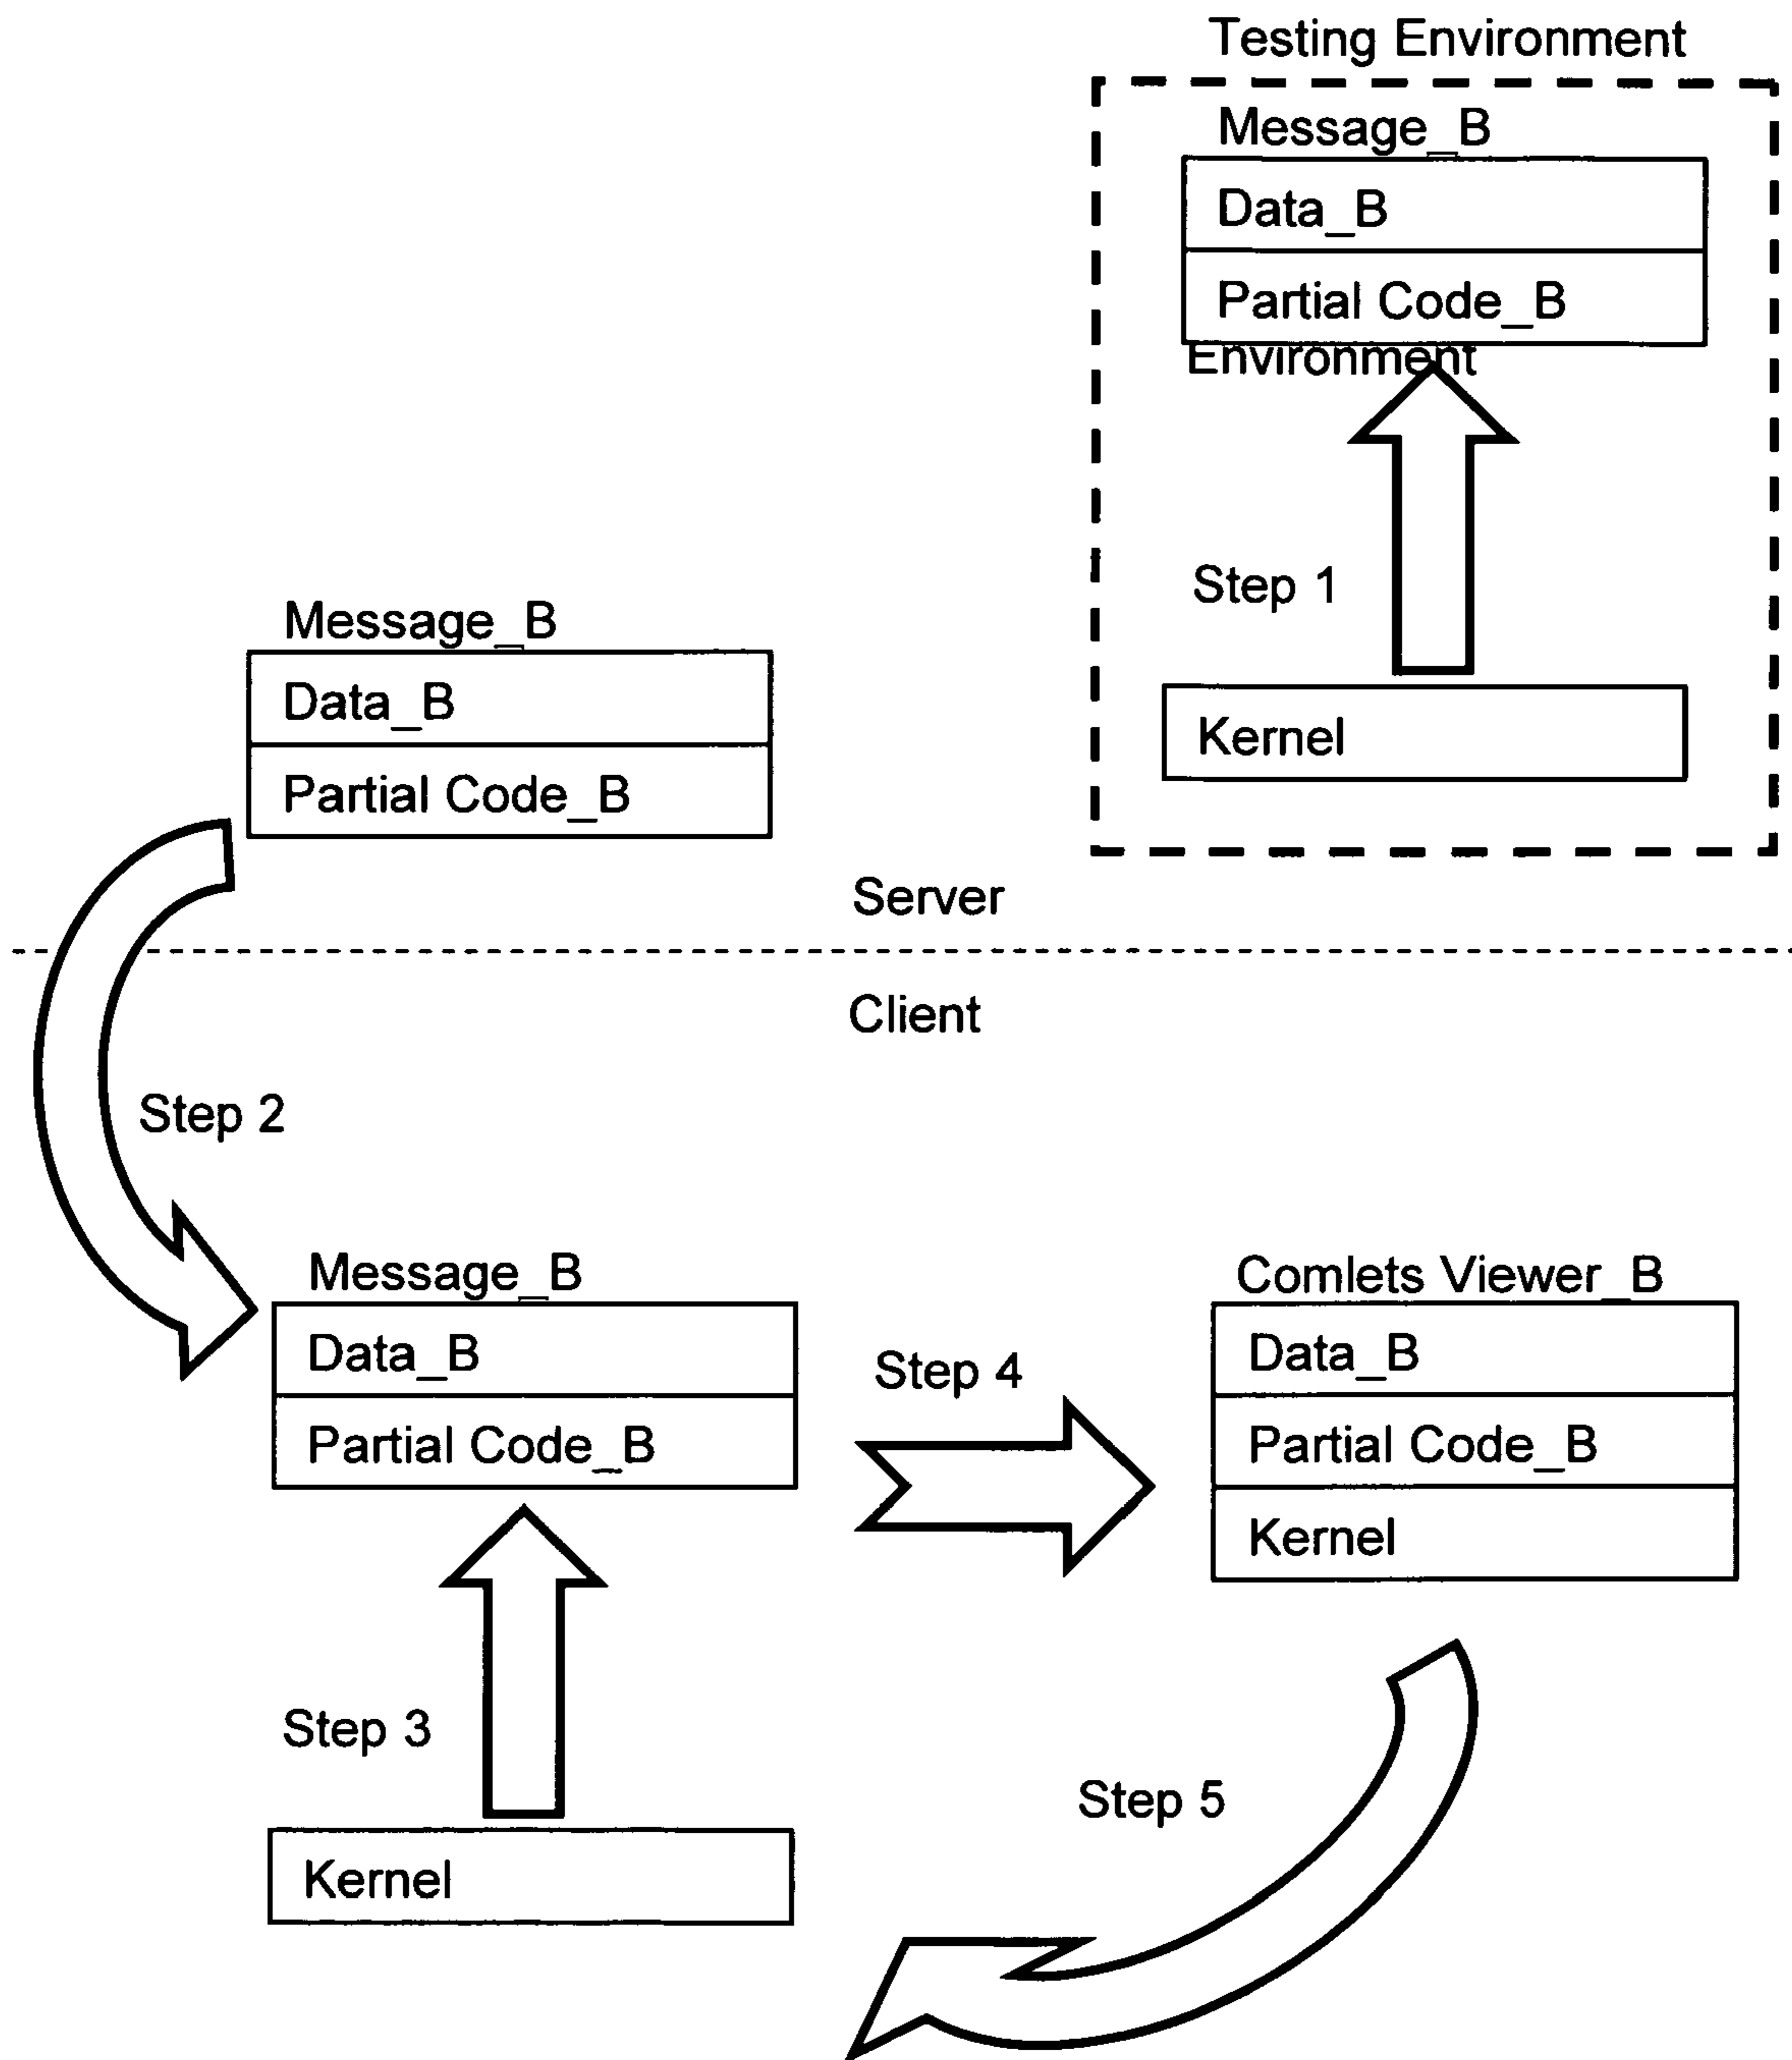 Testing Environment
Message_B
Data_B
Partial Code_B
Environment
Step 1
Kernel
Message_B
Data_B
Partial Code_B
Server
Client
Step 2
Message_B
Data_B
Partial Code_B
Step 4
Comlets Viewer_B
Data_B
Partial Code_B
Kernel
Step 3
Kernel
Step 5